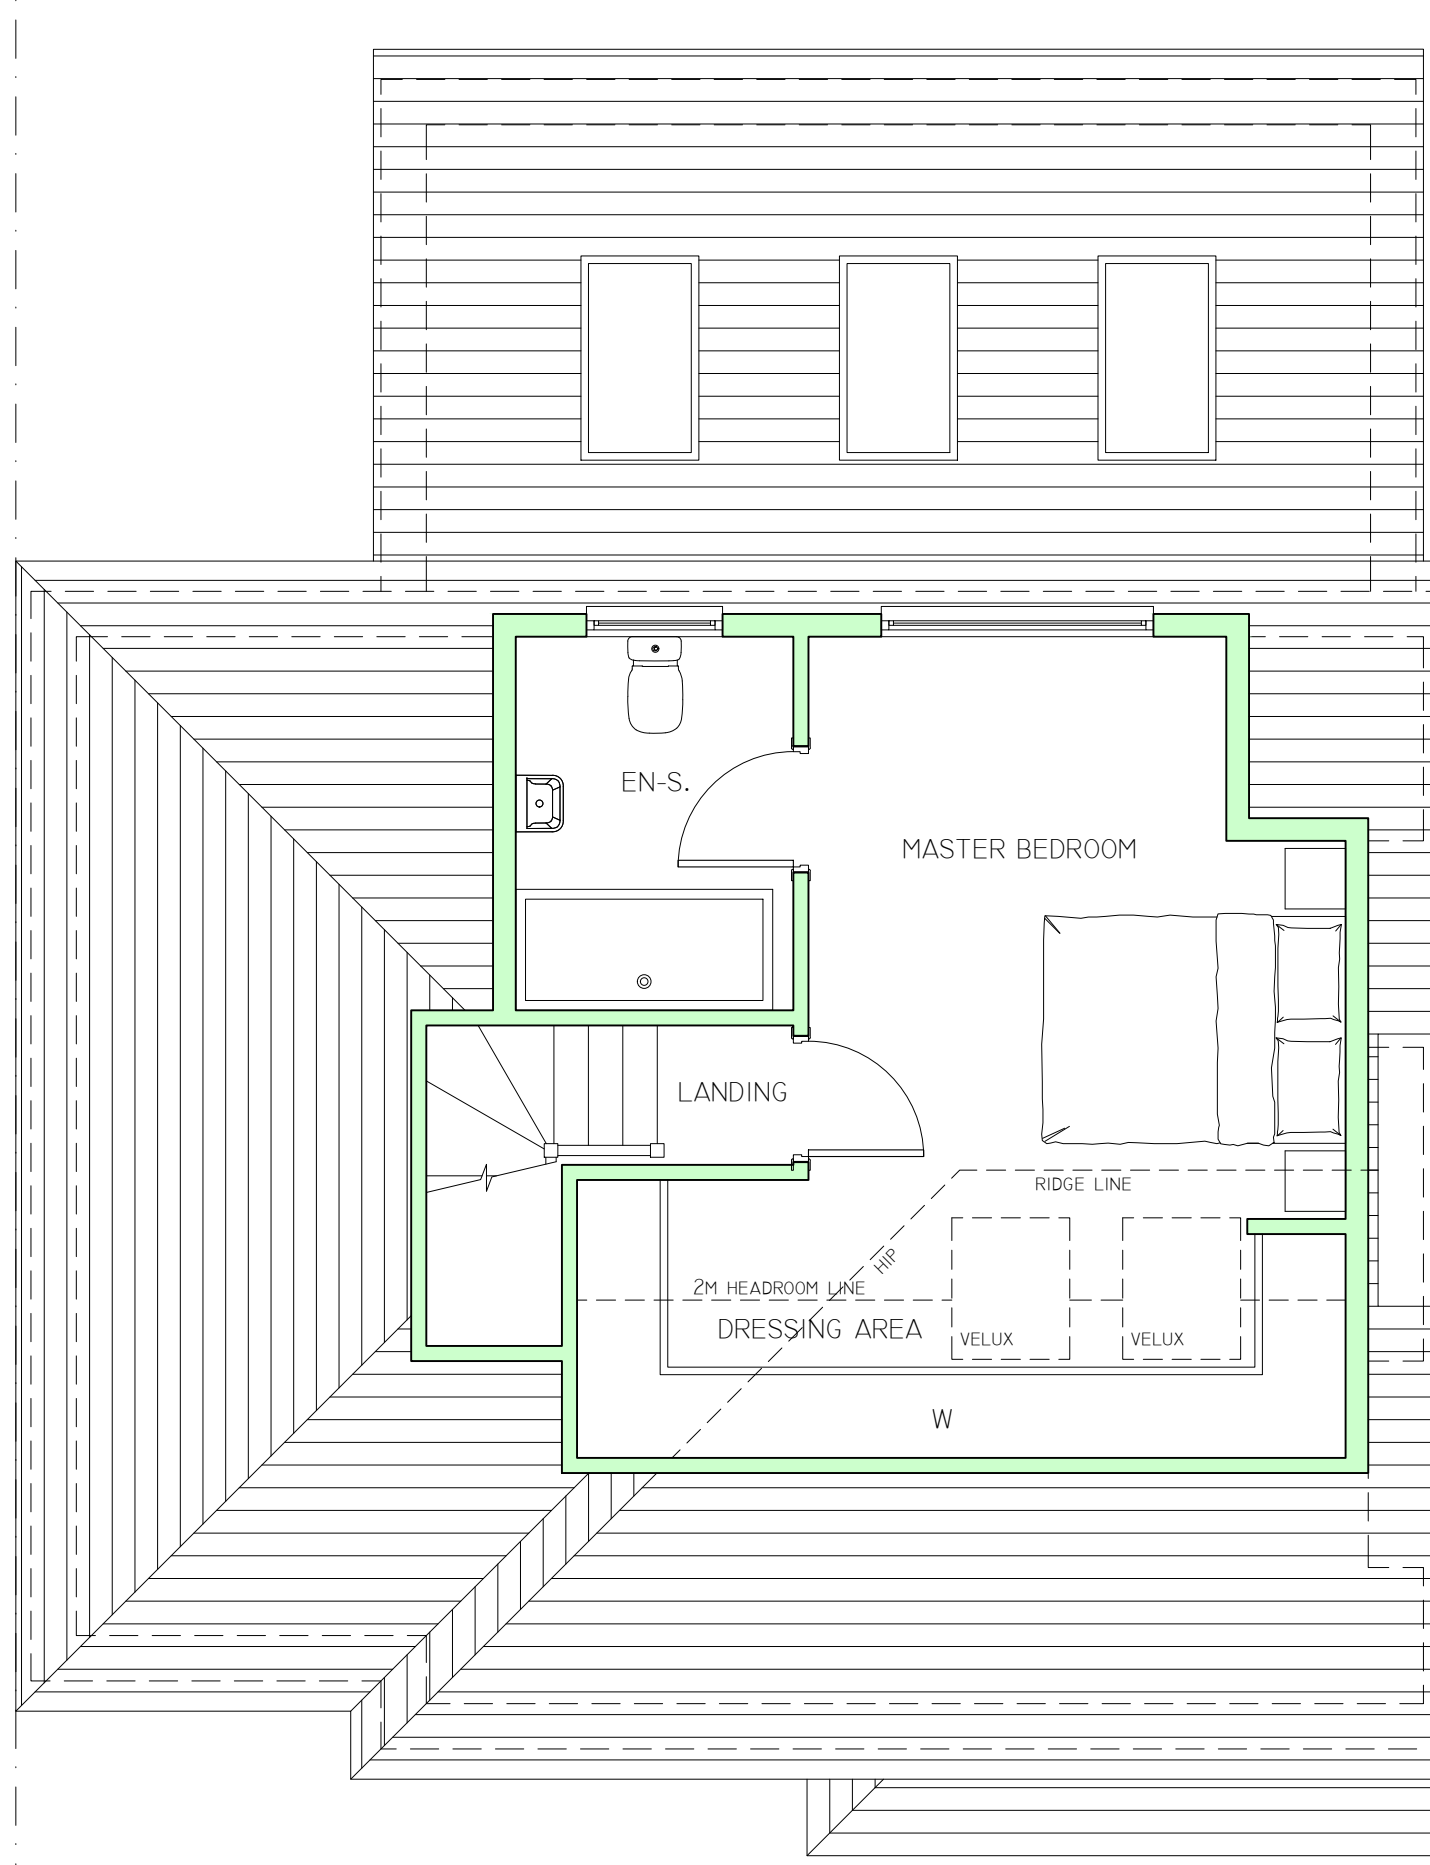 EN-S.
MASTER BEDROOM
LANDING
RIDGE LINE
HIP
2M HEADROOM LINE
DRESSING AREA
VELUX
VELUX
W